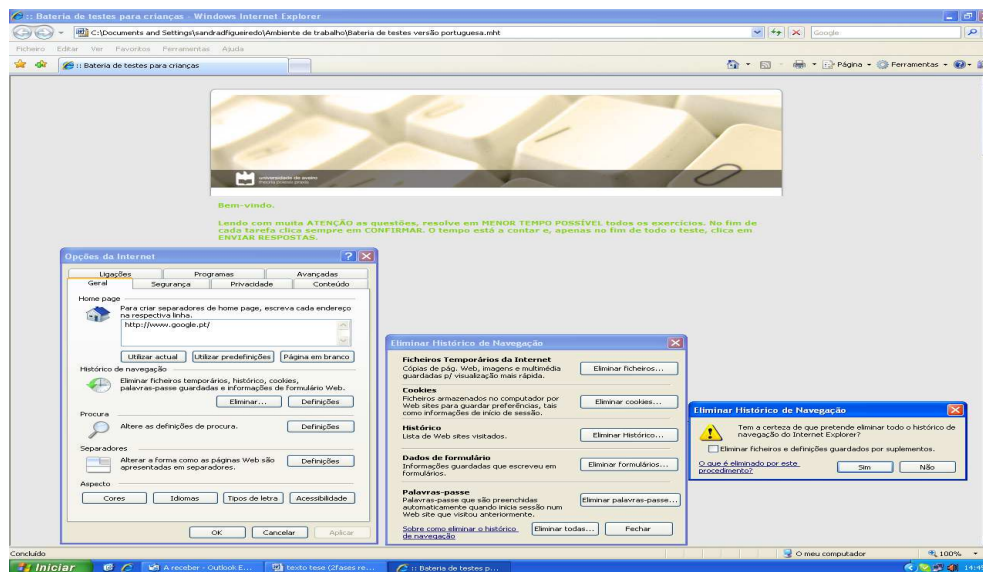 :: Bateria de testes para crianças - Windows Internet Explorer
C:\Documents and Settings\sandradfigueiredo\Ambiente de trabalho\Bateria de testes versão portuguesa.mht
Google
Ficheiro Editar Ver Favoritos Ferramentas Ajuda
:: Bateria de testes para crianças
Página
Ferramentas
universidade de aveiro
Bem-vindo.
Lendo com muita ATENÇÃO as questões, resolve em MENOR TEMPO POSSÍVEL todos os exercícios. No fim de
cada tarefa clica sempre em CONFIRMAR. O tempo está a contar e, apenas no fim de todo o teste, clica em
ENVIAR RESPOSTAS.
Opções da Internet
Ligações Programas Avançadas
Geral Segurança Privacidade Conteúdo
Home page
Para criar separadores de home page, escreva cada endereço
na respectiva linha.
http://www.google.pt/
Utilizar actual Utilizar predefinições Página em branco
Histórico de navegação
Eliminar ficheiros temporários, histórico, cookies,
palavras-passe guardadas e informações de formulário Web.
Eliminar... Definições
Procura
Altere as definições de procura. Definições
Separadores
Alterar a forma como as páginas Web são
apresentadas em separadores.
Definições
Aspecto
Cores Idiomas Tipos de letra Acessibilidade
OK Cancelar Aplicar
Eliminar Histórico de Navegação
Ficheiros Temporários da Internet
Cópias de pág. Web, imagens e multimédia
guardadas p/ visualização mais rápida.
Eliminar ficheiros...
Cookies
Ficheiros armazenados no computador por
Web sites para guardar preferências, tais
como informações de início de sessão.
Eliminar cookies...
Histórico
Lista de Web sites visitados.
Eliminar Histórico...
Dados de formulário
Informações guardadas que escreveu em
formulários.
Eliminar formulários...
Palavras-passe
Palavras-passe que são preenchidas
automaticamente quando inicia sessão num
Web site que visitou anteriormente.
Eliminar palavras-passe...
Sobre como eliminar o histórico
de navegação
Eliminar todas... Fechar
Eliminar Histórico de Navegação
Tem a certeza de que pretende eliminar todo o histórico de
navegação do Internet Explorer?
Eliminar ficheiros e definições guardados por suplementos.
O que é eliminado por este
procedimento?
Sim Não
Concluído
O meu computador
100%
Iniciar
A receber - Outlook E...
texto tese (2fases re...
:: Bateria de testes p...
14:49